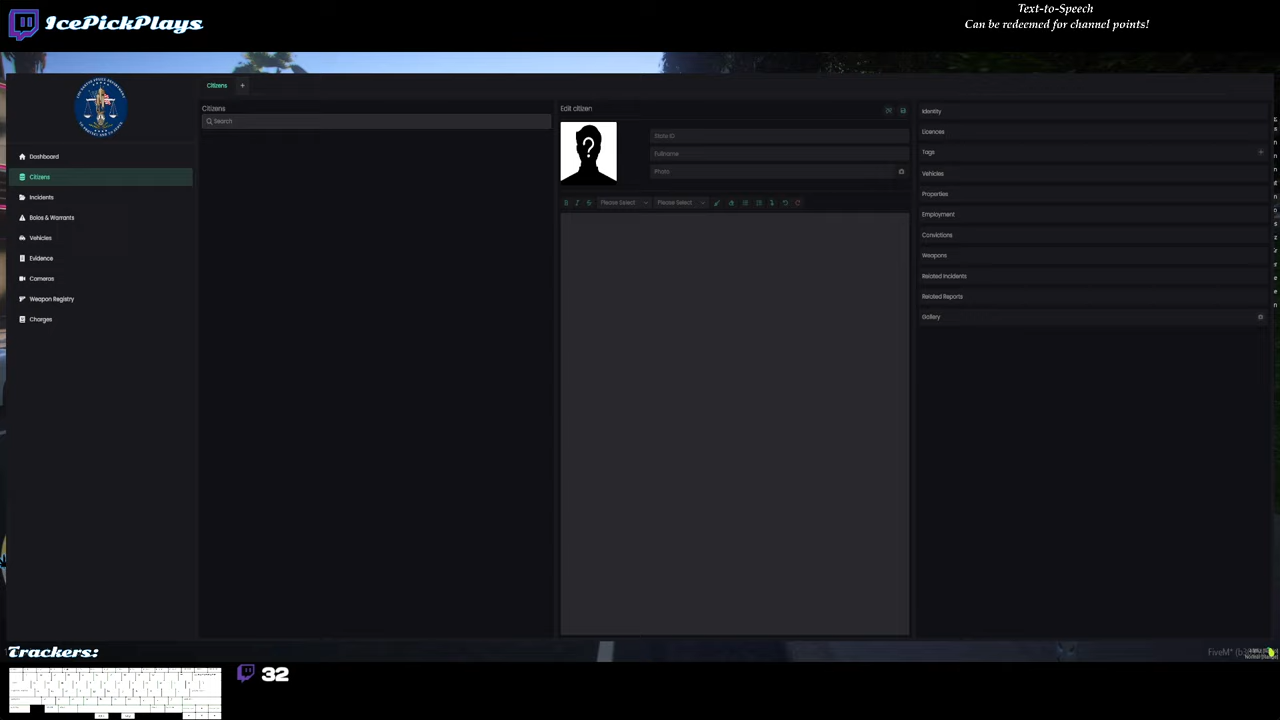 IcePickPlays
Text-to-Speech
Can be redeemed for channel points!
Citizens
+
Dashboard
Citizens
Incidents
Bolos & Warrants
Vehicles
Evidence
Cameras
Weapon Registry
Charges
Citizens
Search
Edit citizen
State ID
Fullname
Photo
B I S Please Select Please Select
Identity
Licences
Tags
Vehicles
Properties
Employment
Convictions
Weapons
Related Incidents
Related Reports
Gallery
Trackers:
32
FiveM*